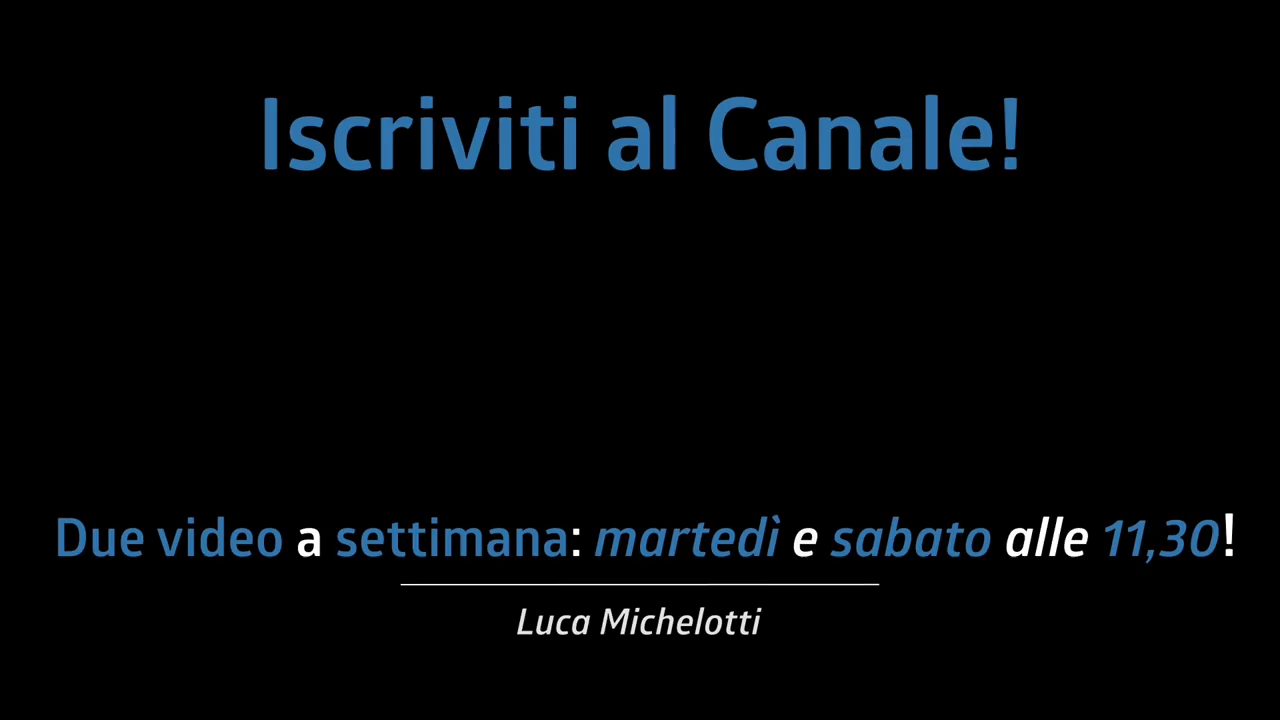 Iscriviti al Canale!
Due video a settimana: martedì e sabato alle 11,30!
Luca Michelotti